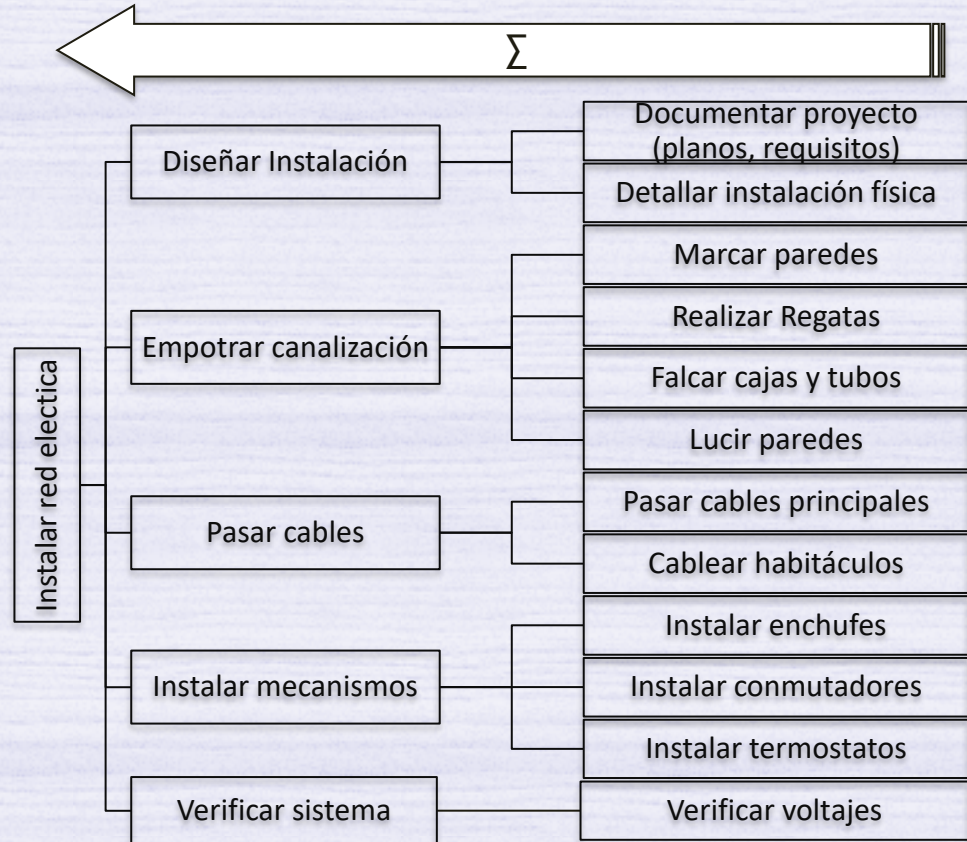 ∑
Instalar red electica
Diseñar Instalación
Documentar proyecto
(planos, requisitos)
Detallar instalación física
Empotrar canalización
Marcar paredes
Realizar Regatas
Falcar cajas y tubos
Lucir paredes
Pasar cables
Pasar cables principales
Cablear habitáculos
Instalar mecanismos
Instalar enchufes
Instalar conmutadores
Instalar termostatos
Verificar sistema
Verificar voltajes